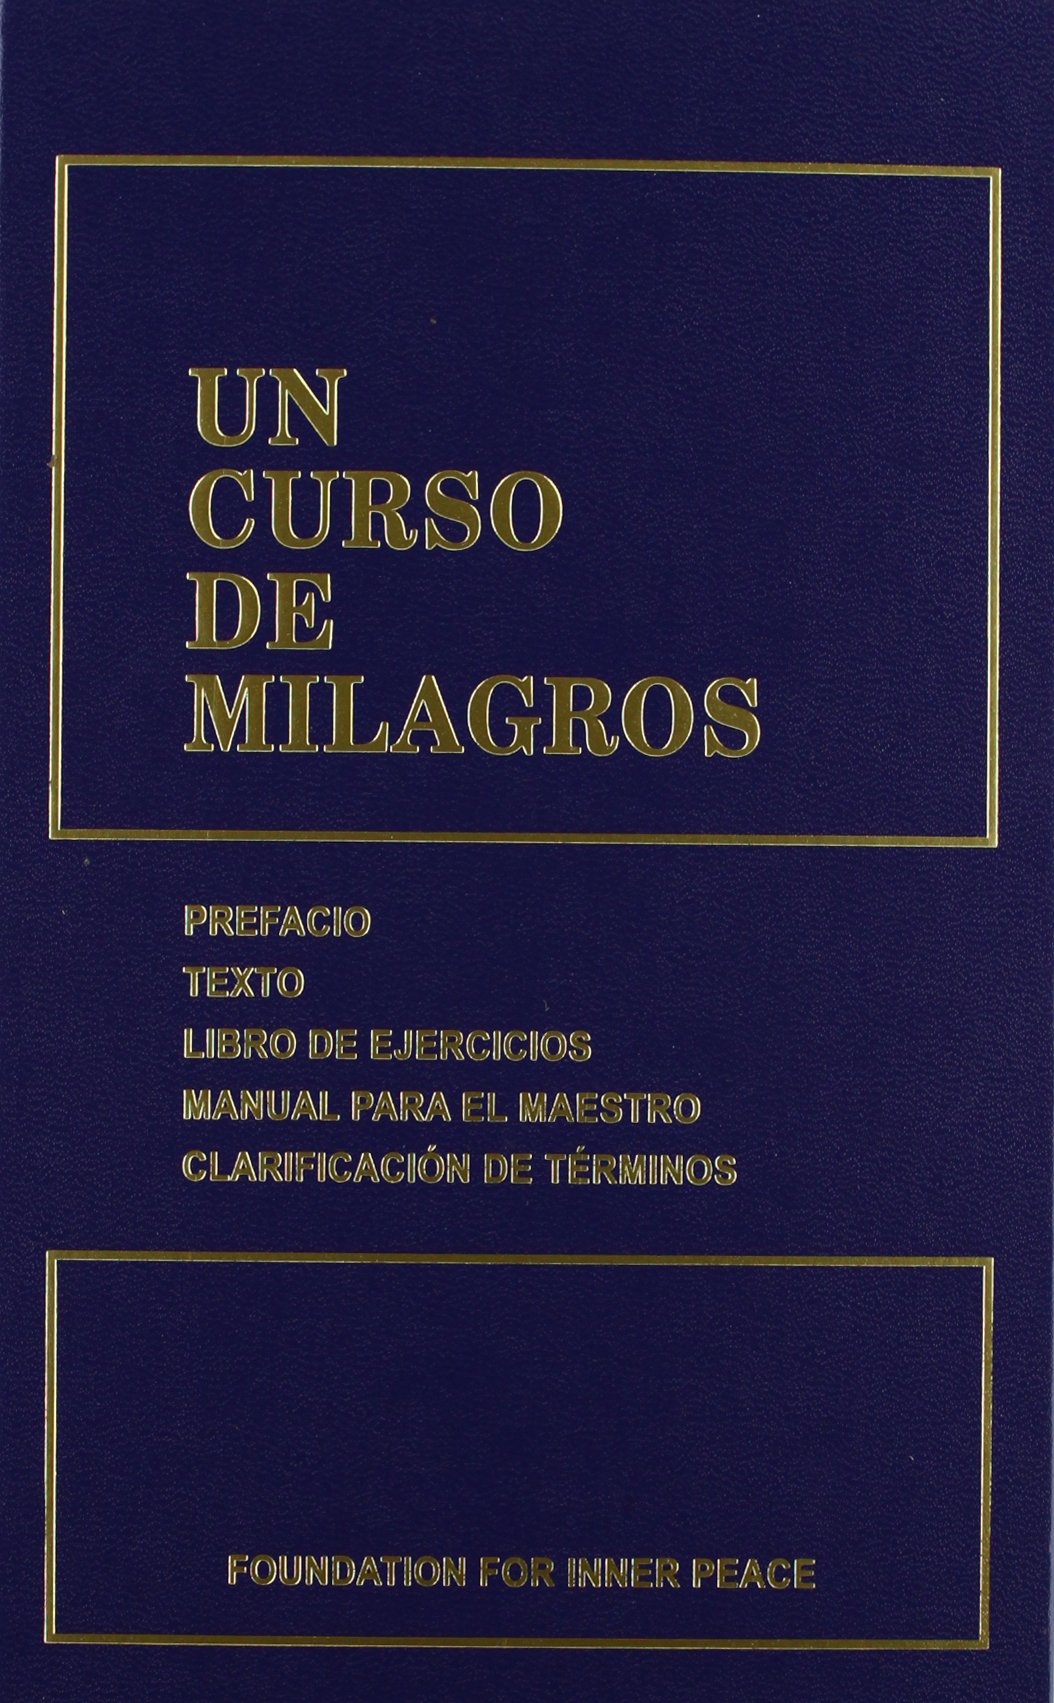 UN
CURSO
DE
MILAGROS
PREFACIO
TEXTO
LIBRO DE EJERCICIOS
MANUAL PARA EL MAESTRO
CLARIFICACIÓN DE TÉRMINOS
FOUNDATION FOR INNER PEACE